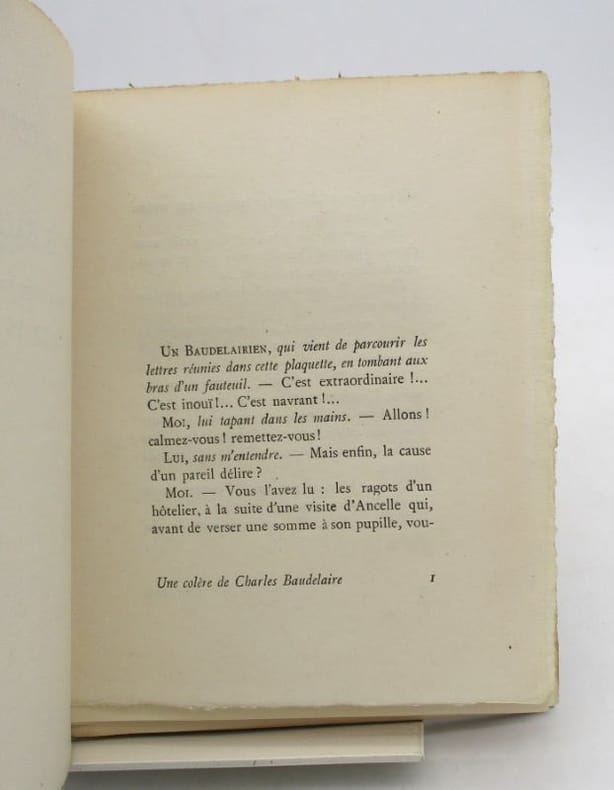 Un Baudelairien, qui vient de parcourir les
lettres réunies dans cette plaquette, en tombant aux
bras d'un fauteuil. — C'est extraordinaire !...
C'est inouï !... C'est navrant !...
Moi, lui tapant dans les mains. — Allons !
calmez-vous ! remettez-vous !
Lui, sans m'entendre. — Mais enfin, la cause
d'un pareil délire ?
Moi. — Vous l'avez lu : les ragots d'un
hôtelier, à la suite d'une visite d'Ancelle qui,
avant de verser une somme à son pupille, vou-
Une colère de Charles Baudelaire 1